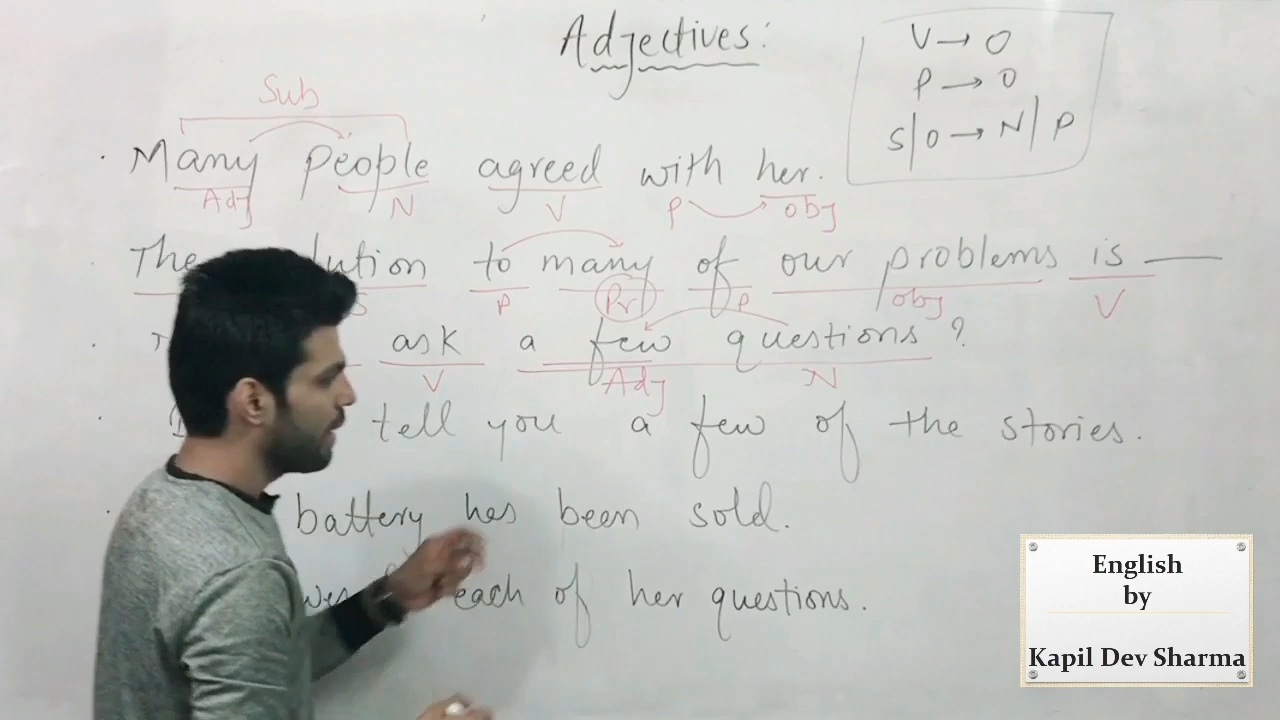 Adjectives:
V → O
P → O
S|O → N|P
Sub
Many people agreed with her.
Adj N V P obj
The lution to many of our problems is
S P Pr P obj V
ask a few questions?
V Adj N
tell you a few of the stories.
battery has been sold.
each of her questions.
English
by
Kapil Dev Sharma